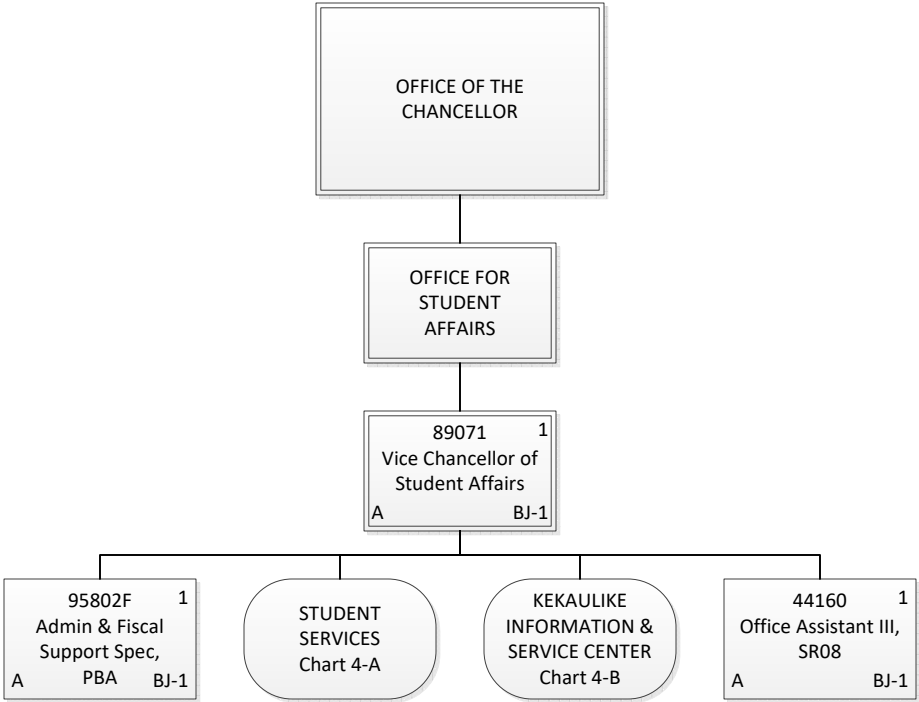 OFFICE OF THE
CHANCELLOR
OFFICE FOR
STUDENT
AFFAIRS
89071 1
Vice Chancellor of
Student Affairs
A BJ-1
95802F 1
Admin & Fiscal
Support Spec,
PBA
A BJ-1
STUDENT
SERVICES
Chart 4-A
KEKAULIKE
INFORMATION &
SERVICE CENTER
Chart 4-B
44160 1
Office Assistant III,
SR08
A BJ-1